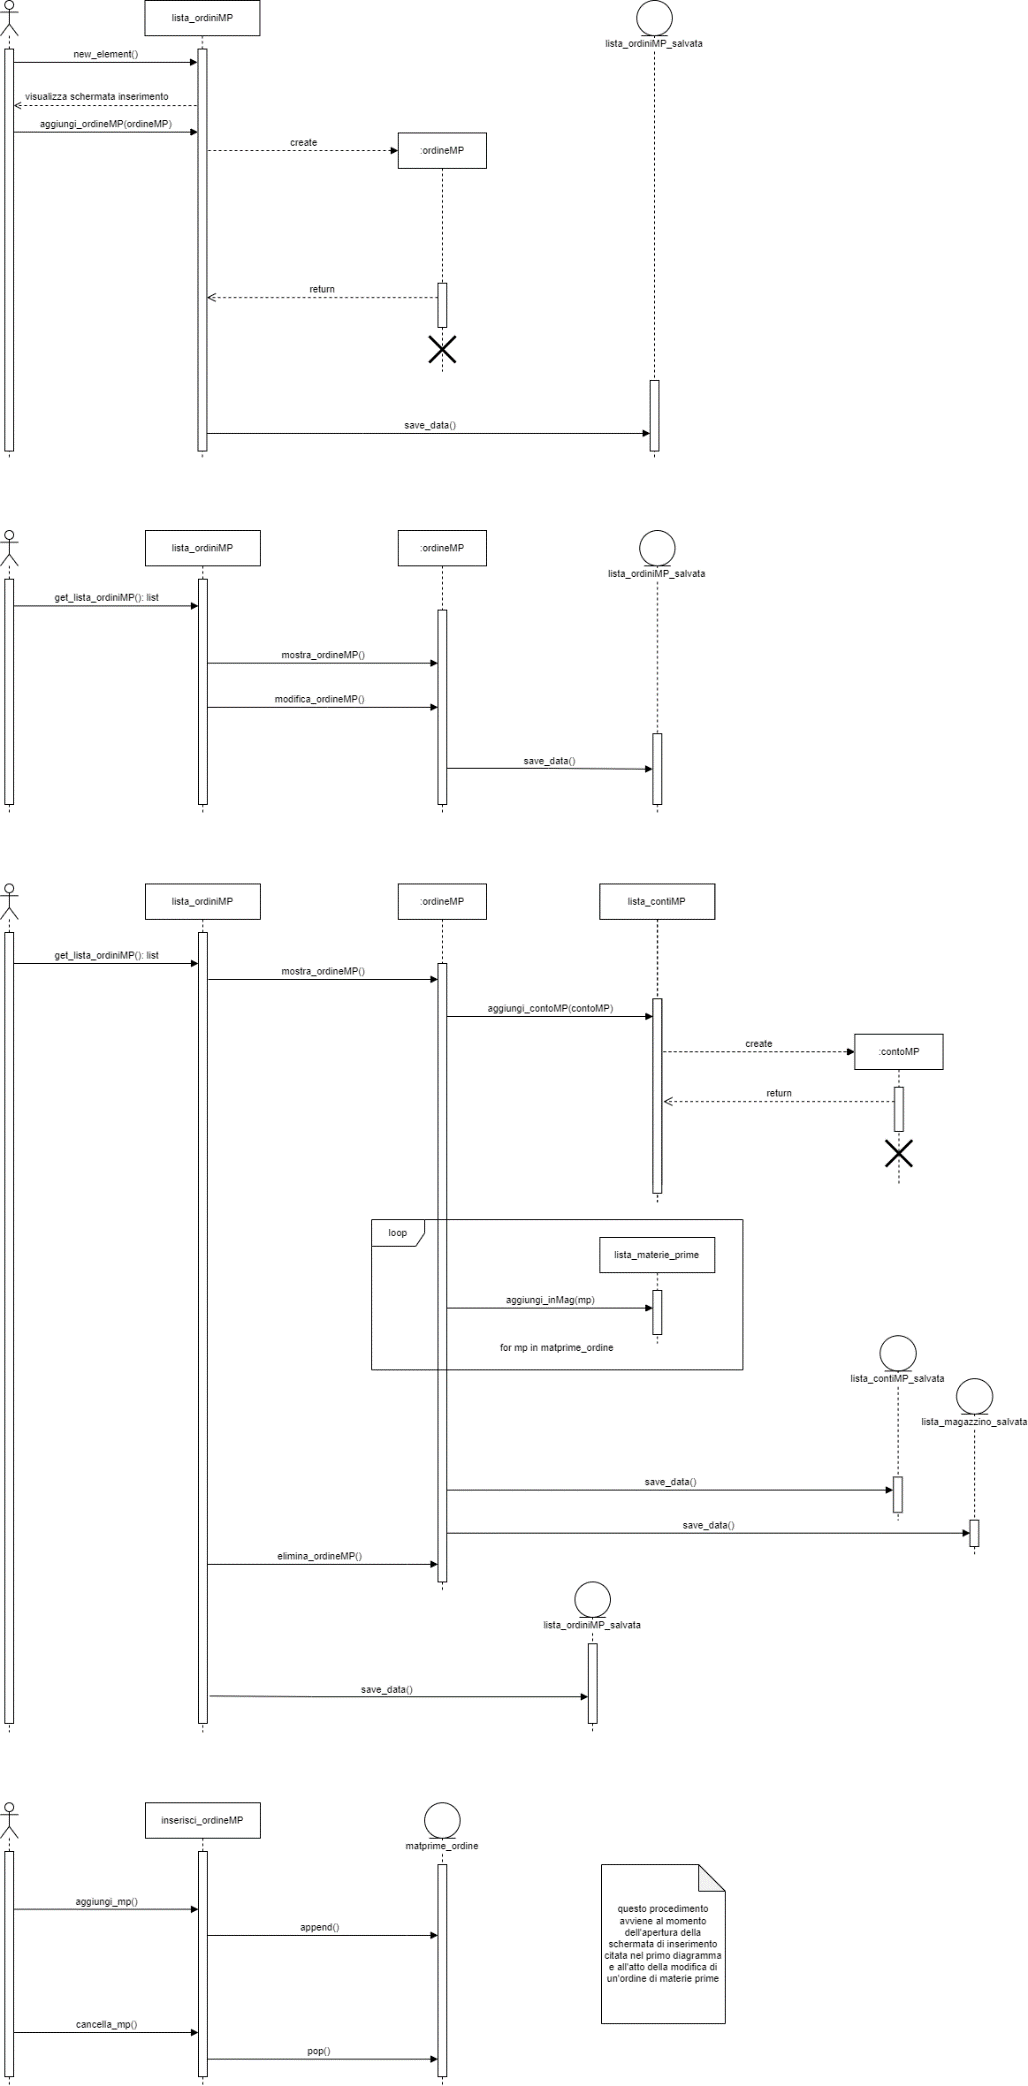 lista_ordiniMP
lista_ordiniMP_salvata
new_element()
visualizza schermata inserimento
aggiungi_ordineMP(ordineMP)
create
:ordineMP
return
save_data()
lista_ordiniMP
:ordineMP
lista_ordiniMP_salvata
get_lista_ordiniMP(): list
mostra_ordineMP()
modifica_ordineMP()
save_data()
lista_ordiniMP
:ordineMP
lista_contiMP
get_lista_ordiniMP(): list
mostra_ordineMP()
aggiungi_contoMP(contoMP)
create
:contoMP
return
loop
lista_materie_prime
aggiungi_inMag(mp)
for mp in matprime_ordine
lista_contiMP_salvata
lista_magazzino_salvata
save_data()
save_data()
elimina_ordineMP()
lista_ordiniMP_salvata
save_data()
inserisci_ordineMP
matprime_ordine
aggiungi_mp()
append()
questo procedimento
avviene al momento
dell'apertura della
schermata di inserimento
citata nel primo diagramma
e all'atto della modifica di
un'ordine di materie prime
cancella_mp()
pop()